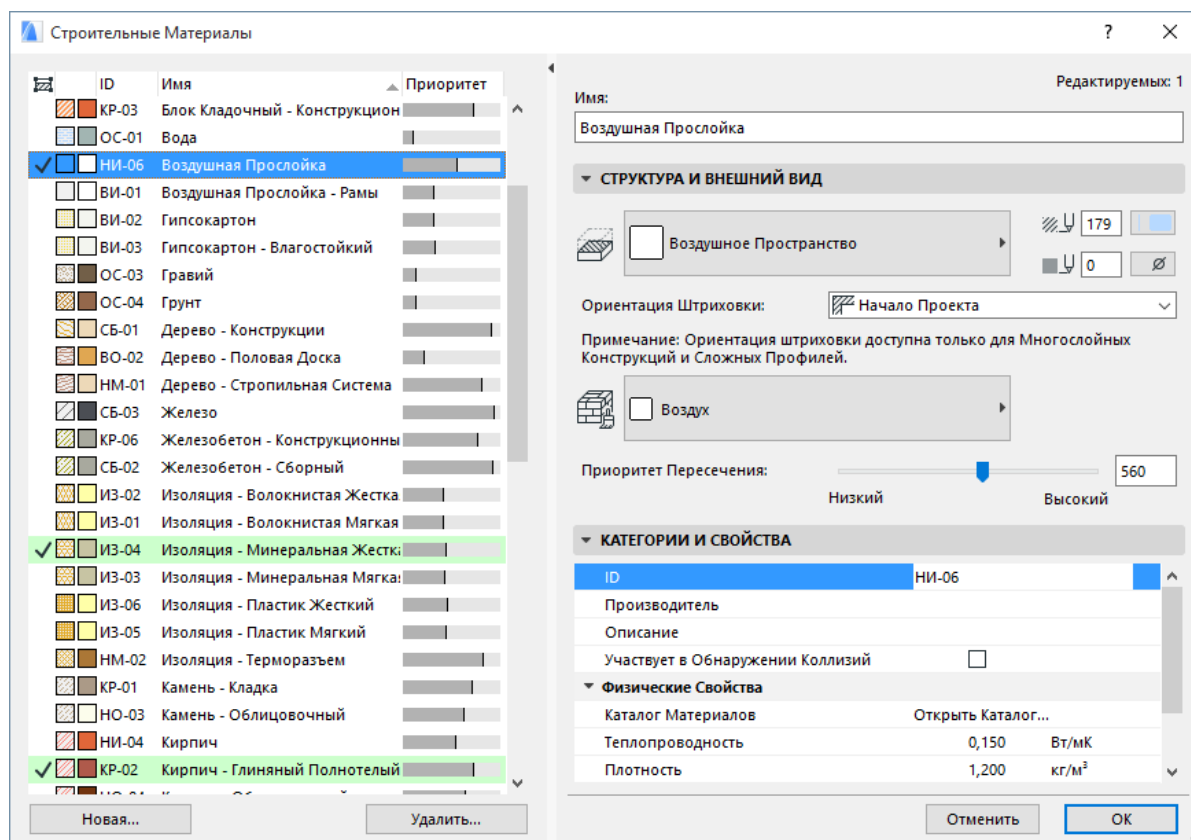 Строительные Материалы
ID Имя Приоритет
КР-03 Блок Кладочный - Конструкцион
ОС-01 Вода
НИ-06 Воздушная Прослойка
ВИ-01 Воздушная Прослойка - Рамы
ВИ-02 Гипсокартон
ВИ-03 Гипсокартон - Влагостойкий
ОС-03 Гравий
ОС-04 Грунт
СБ-01 Дерево - Конструкции
ВО-02 Дерево - Половая Доска
НМ-01 Дерево - Стропильная Система
СБ-03 Железо
КР-06 Железобетон - Конструкционны
СБ-02 Железобетон - Сборный
ИЗ-02 Изоляция - Волокнистая Жестка
ИЗ-01 Изоляция - Волокнистая Мягкая
ИЗ-04 Изоляция - Минеральная Жестка
ИЗ-03 Изоляция - Минеральная Мягка
ИЗ-06 Изоляция - Пластик Жесткий
ИЗ-05 Изоляция - Пластик Мягкий
НМ-02 Изоляция - Терморазъем
КР-01 Камень - Кладка
НО-03 Камень - Облицовочный
НИ-04 Кирпич
КР-02 Кирпич - Глиняный Полнотелый
Новая...
Удалить...
Редактируемых: 1
Имя:
Воздушная Прослойка
СТРУКТУРА И ВНЕШНИЙ ВИД
Воздушное Пространство
179
0
Ориентация Штриховки: Начало Проекта
Примечание: Ориентация штриховки доступна только для Многослойных
Конструкций и Сложных Профилей.
Воздух
Приоритет Пересечения: 560
Низкий Высокий
КАТЕГОРИИ И СВОЙСТВА
ID НИ-06
Производитель
Описание
Участвует в Обнаружении Коллизий
Физические Свойства
Каталог Материалов Открыть Каталог...
Теплопроводность 0,150 Вт/мК
Плотность 1,200 кг/м³
Отменить
ОК